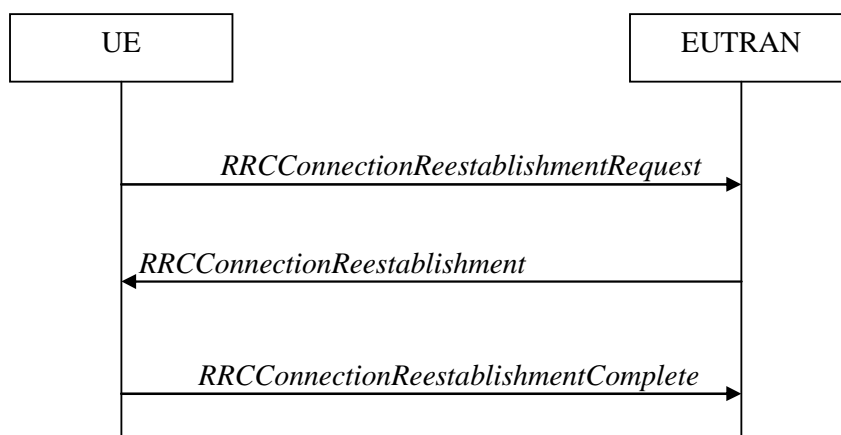 UE
EUTRAN
RRCConnectionReestablishmentRequest
RRCConnectionReestablishment
RRCConnectionReestablishmentComplete